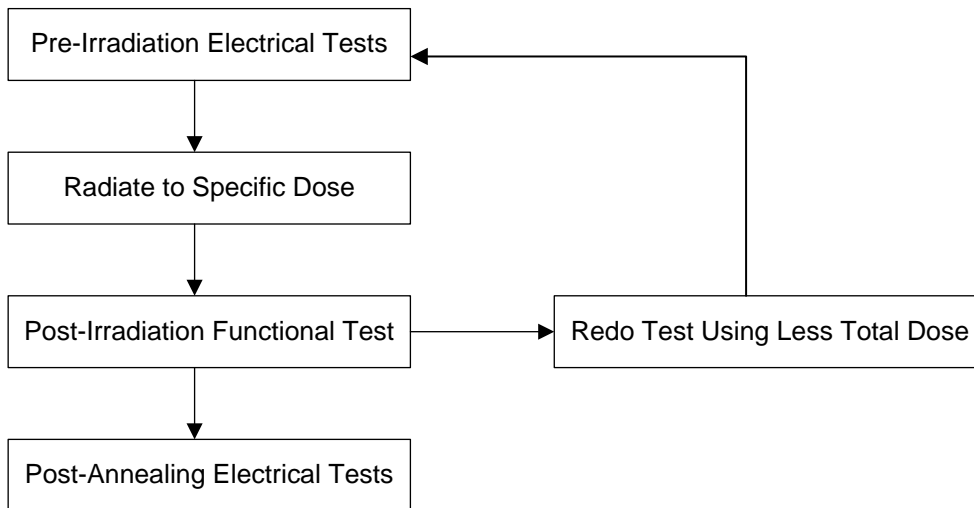 Pre-Irradiation Electrical Tests
Radiate to Specific Dose
Post-Irradiation Functional Test
Redo Test Using Less Total Dose
Post-Annealing Electrical Tests